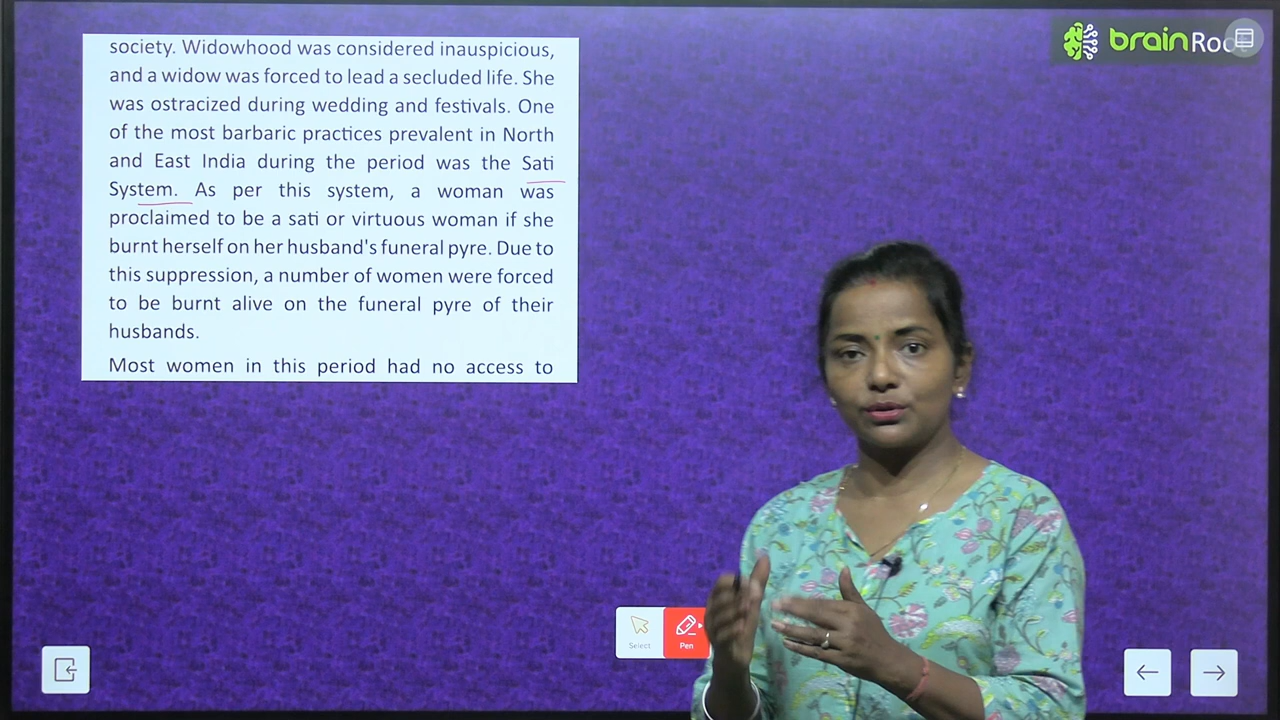 society. Widowhood was considered inauspicious,
and a widow was forced to lead a secluded life. She
was ostracized during wedding and festivals. One
of the most barbaric practices prevalent in North
and East India during the period was the Sati
System. As per this system, a woman was
proclaimed to be a sati or virtuous woman if she
burnt herself on her husband's funeral pyre. Due to
this suppression, a number of women were forced
to be burnt alive on the funeral pyre of their
husbands.
Most women in this period had no access to
brain
Select
Pen